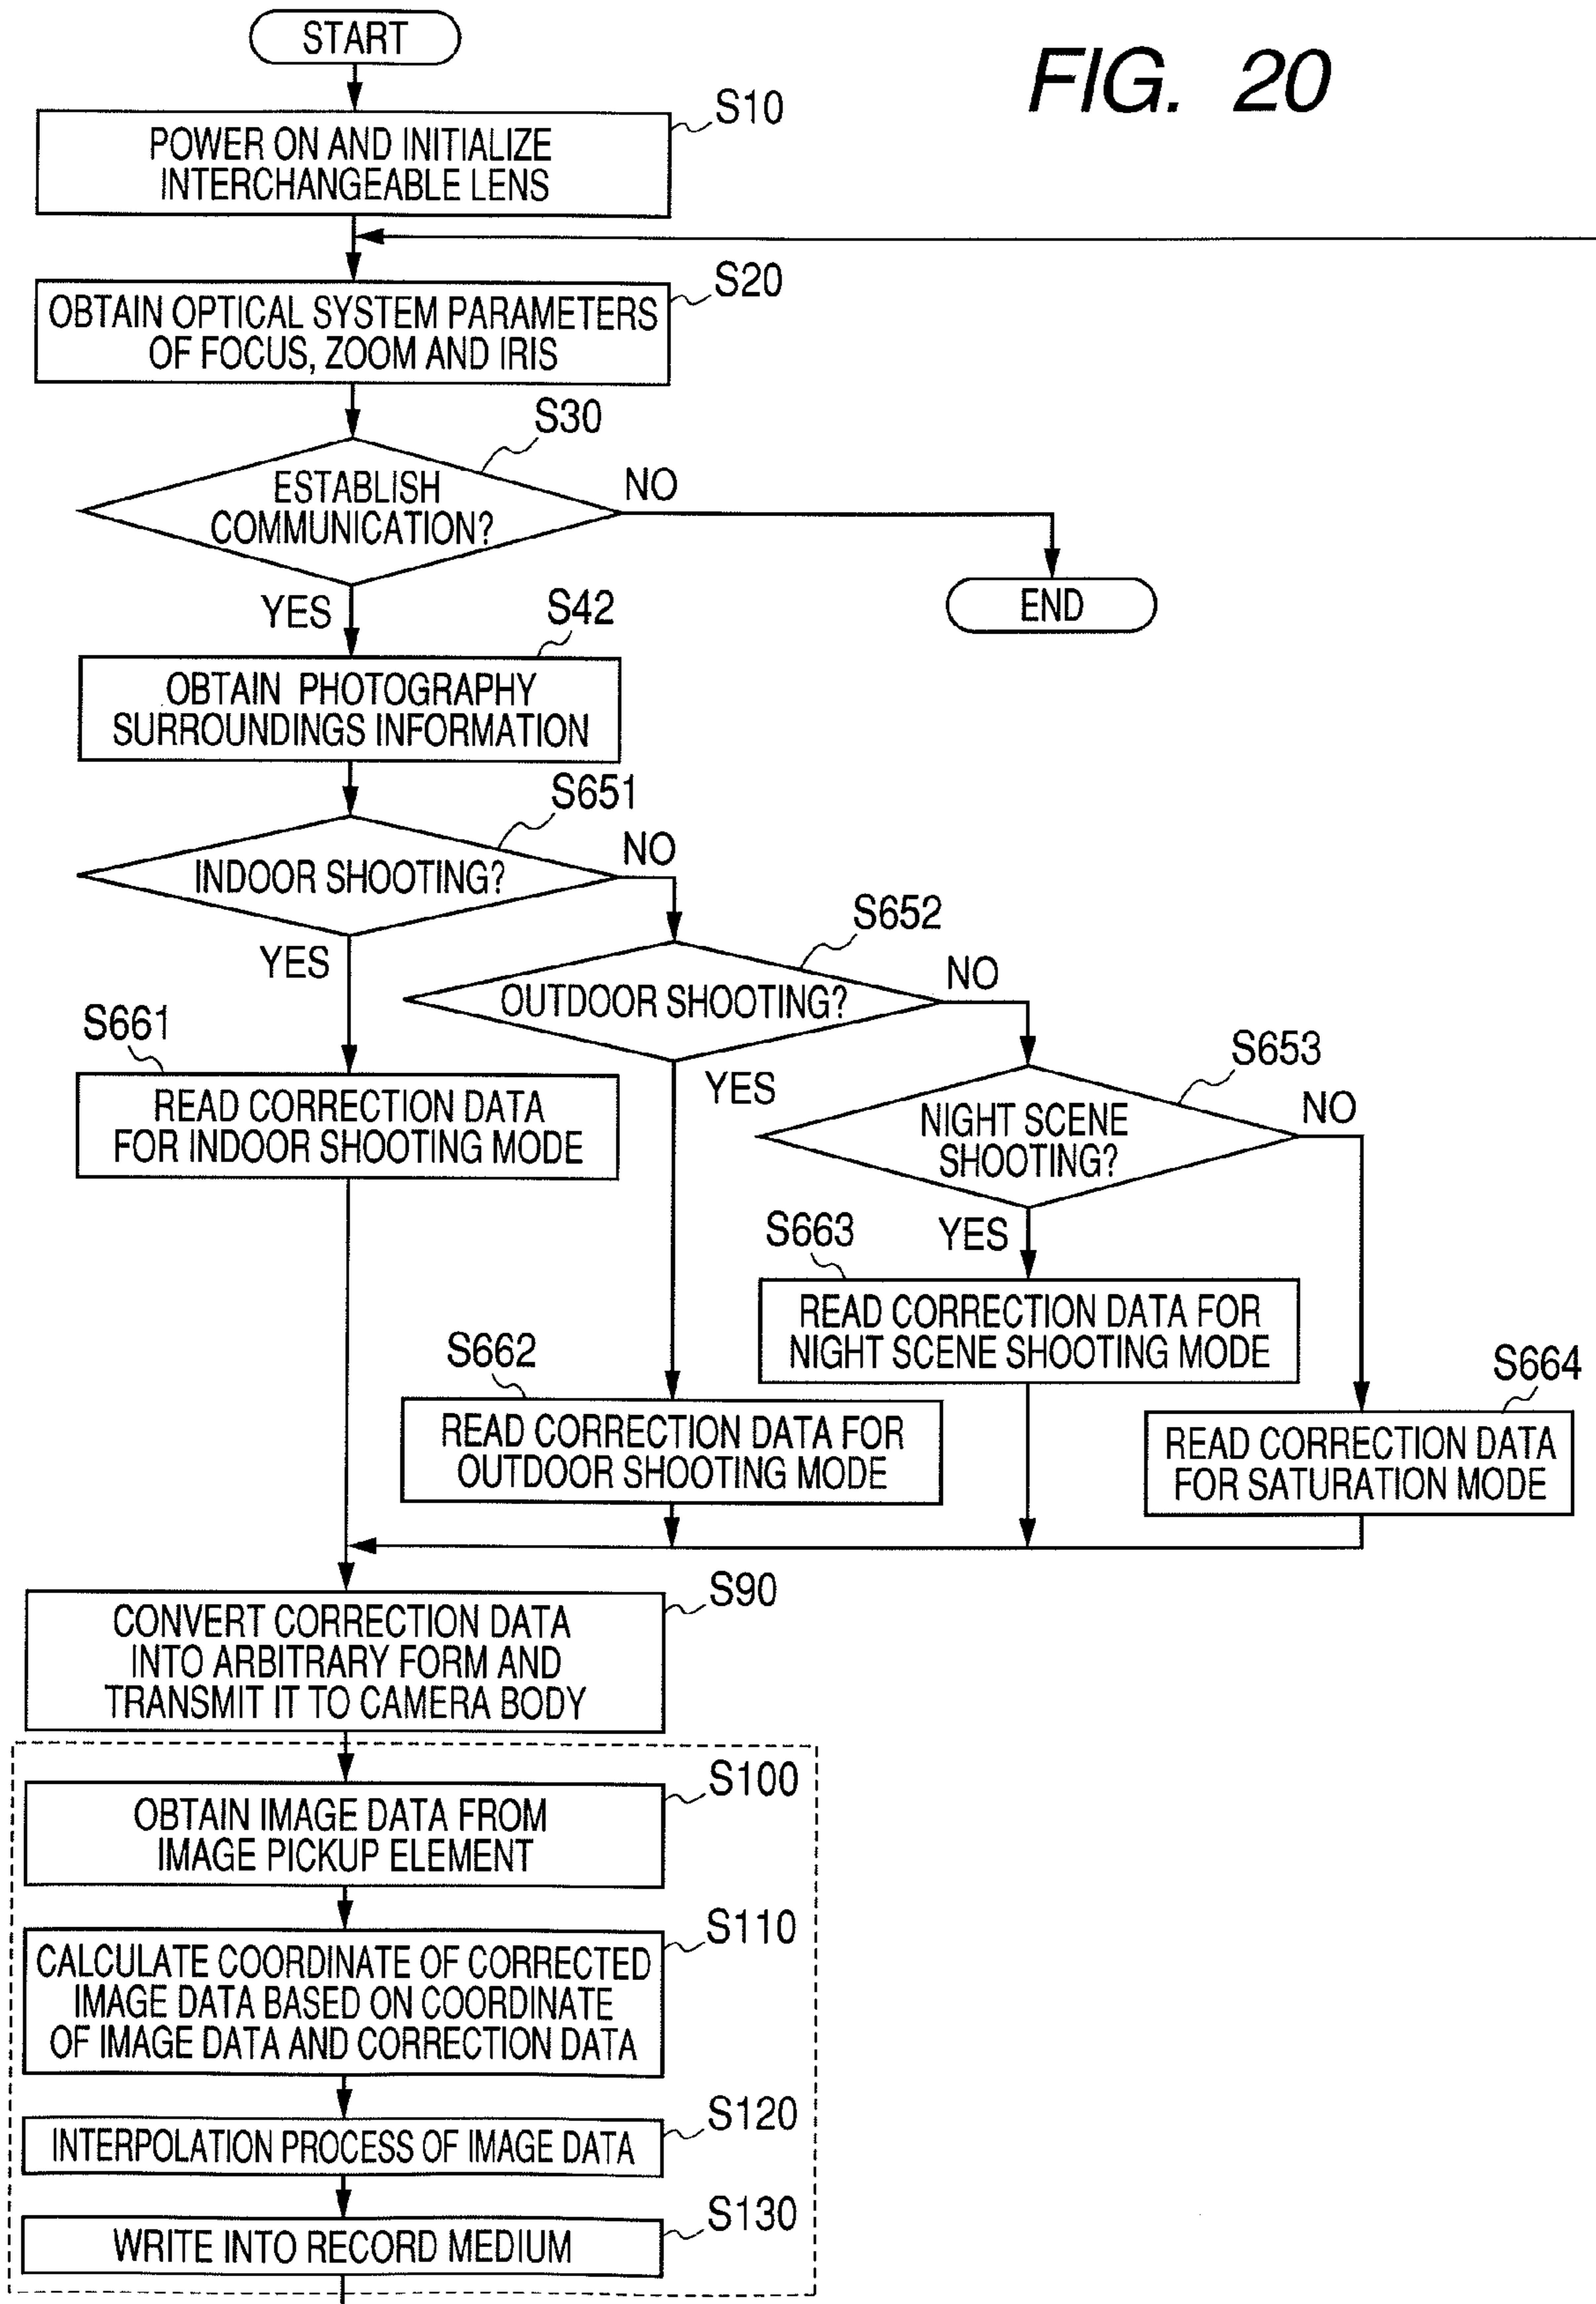 START
FIG. 20
S10
POWER ON AND INITIALIZE
INTERCHANGEABLE LENS
S20
OBTAIN OPTICAL SYSTEM PARAMETERS
OF FOCUS, ZOOM AND IRIS
S30
ESTABLISH
COMMUNICATION?
NO
END
YES
S42
OBTAIN PHOTOGRAPHY
SURROUNDINGS INFORMATION
S651
INDOOR SHOOTING?
NO
YES
S652
OUTDOOR SHOOTING?
NO
YES
S661
READ CORRECTION DATA
FOR INDOOR SHOOTING MODE
S653
NIGHT SCENE
SHOOTING?
NO
YES
S663
READ CORRECTION DATA FOR
NIGHT SCENE SHOOTING MODE
S662
READ CORRECTION DATA FOR
OUTDOOR SHOOTING MODE
S664
READ CORRECTION DATA
FOR SATURATION MODE
S90
CONVERT CORRECTION DATA
INTO ARBITRARY FORM AND
TRANSMIT IT TO CAMERA BODY
S100
OBTAIN IMAGE DATA FROM
IMAGE PICKUP ELEMENT
S110
CALCULATE COORDINATE OF CORRECTED
IMAGE DATA BASED ON COORDINATE
OF IMAGE DATA AND CORRECTION DATA
S120
INTERPOLATION PROCESS OF IMAGE DATA
S130
WRITE INTO RECORD MEDIUM